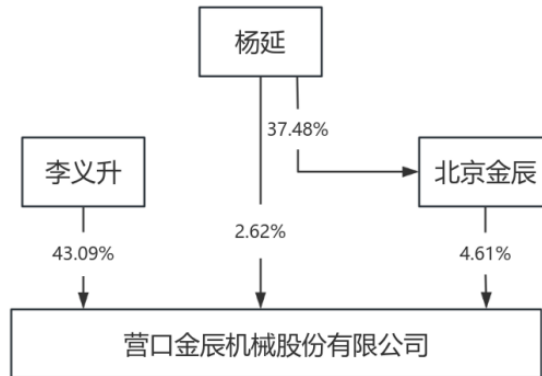 杨延
37.48%
李义升
北京金辰
43.09%
2.62%
4.61%
营口金辰机械股份有限公司